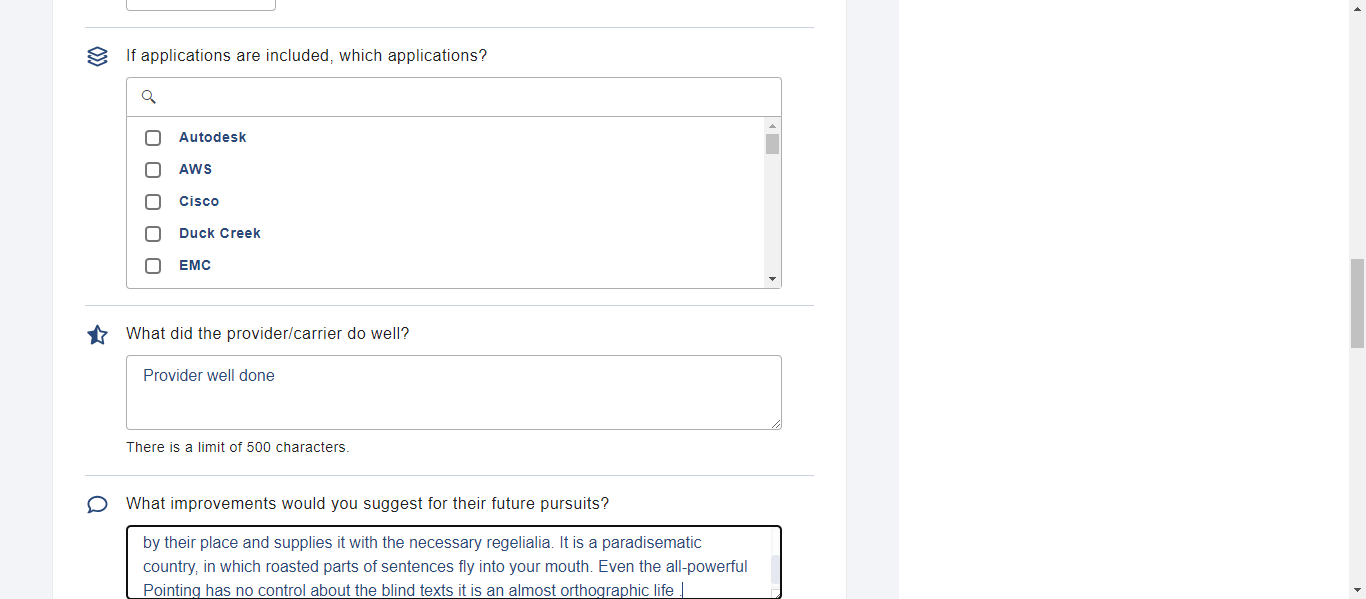 If applications are included, which applications?
Autodesk
AWS
Cisco
Duck Creek
EMC
What did the provider/carrier do well?
Provider well done
There is a limit of 500 characters.
What improvements would you suggest for their future pursuits?
by their place and supplies it with the necessary regelialia. It is a paradisematic
country, in which roasted parts of sentences fly into your mouth. Even the all-powerful
Pointing has no control about the blind texts it is an almost orthographic life .